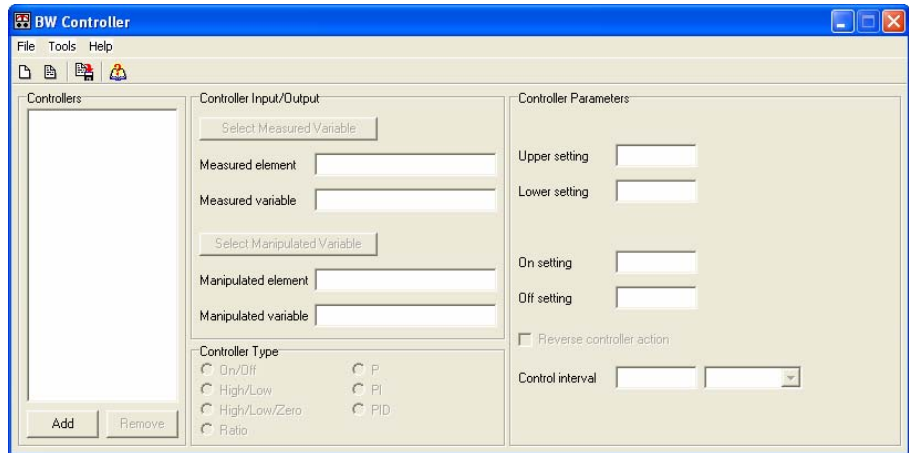 BW Controller
File Tools Help
Controllers
Add
Remove
Controller Input/Output
Select Measured Variable
Measured element
Measured variable
Select Manipulated Variable
Manipulated element
Manipulated variable
Controller Type
On/Off
P
High/Low
PI
High/Low/Zero
PID
Ratio
Controller Parameters
Upper setting
Lower setting
On setting
Off setting
Reverse controller action
Control interval